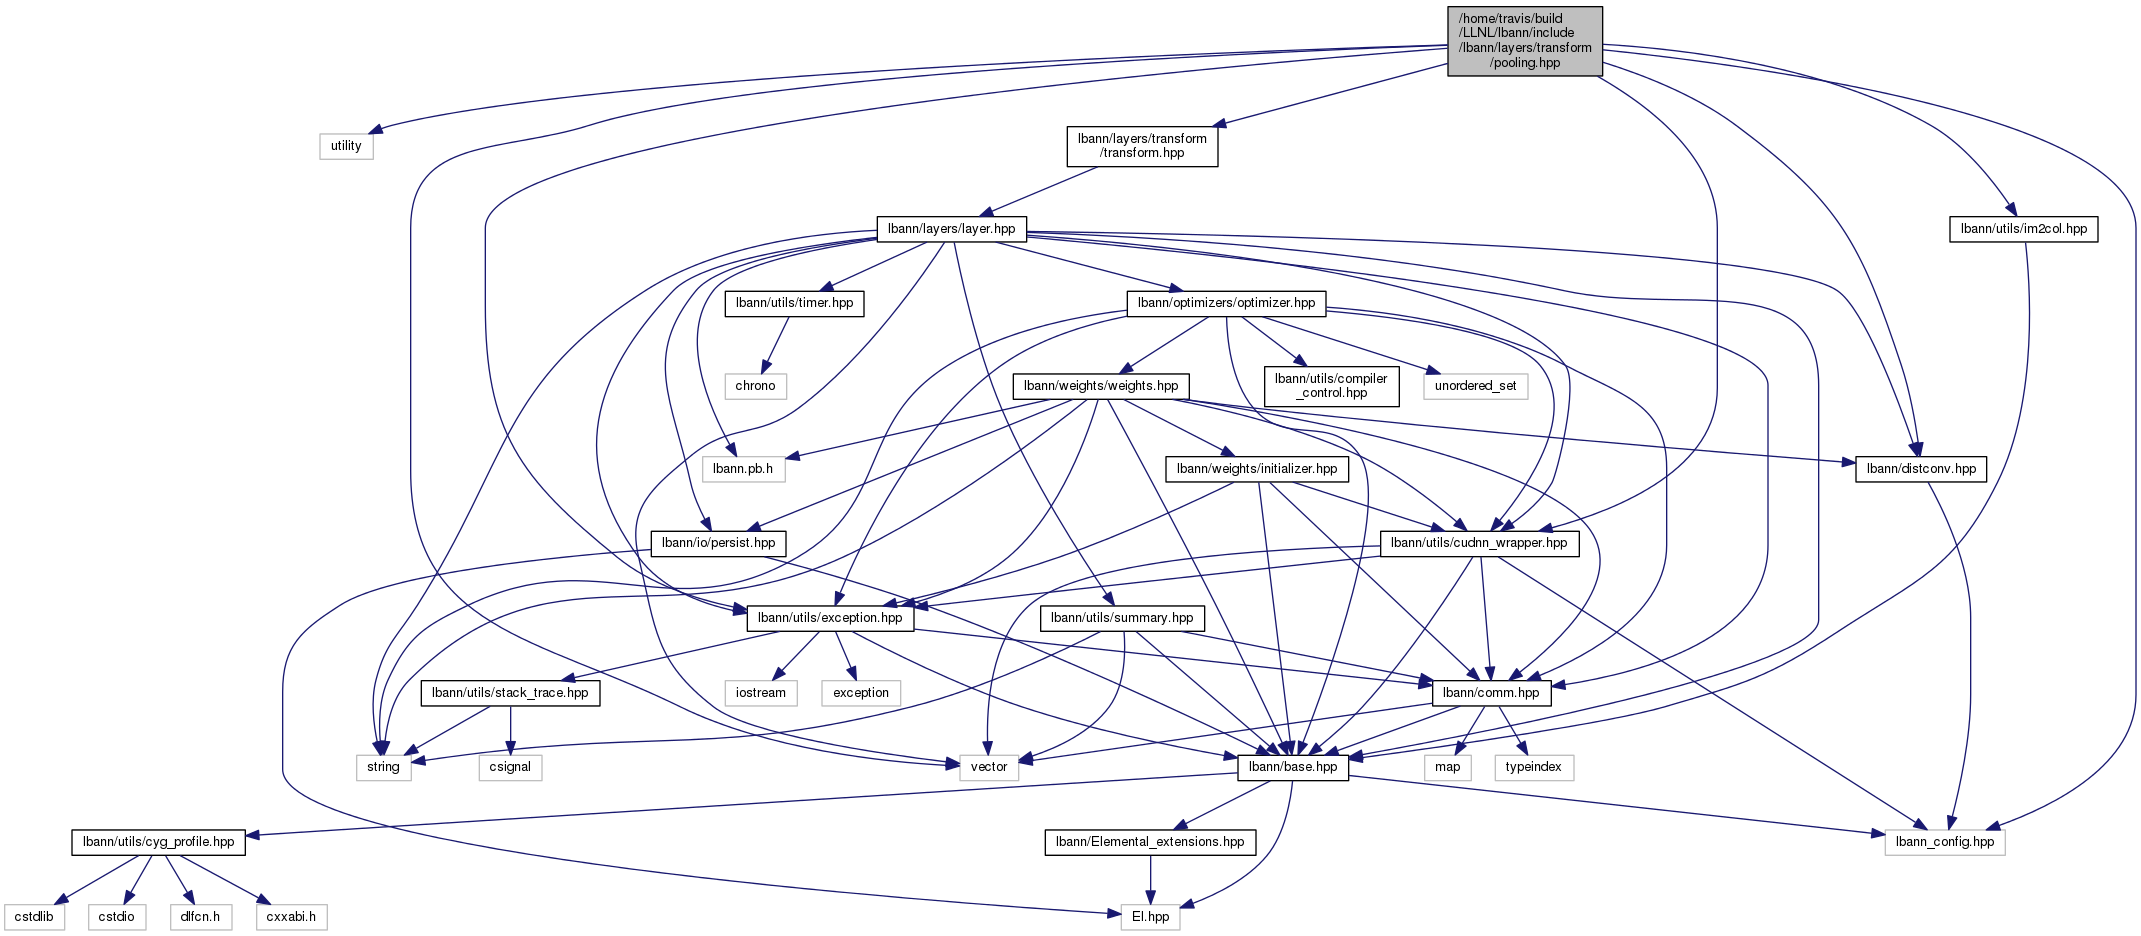 /home/travis/build
/LLNL/lbann/include
/lbann/layers/transform
/pooling.hpp
utility
lbann/layers/transform
/transform.hpp
lbann/layers/layer.hpp
lbann/utils/im2col.hpp
lbann/utils/timer.hpp
lbann/optimizers/optimizer.hpp
chrono
lbann/weights/weights.hpp
lbann/utils/compiler
_control.hpp
unordered_set
lbann.pb.h
lbann/weights/initializer.hpp
lbann/distconv.hpp
lbann/io/persist.hpp
lbann/utils/cudnn_wrapper.hpp
lbann/utils/exception.hpp
lbann/utils/summary.hpp
lbann/utils/stack_trace.hpp
iostream
exception
lbann/comm.hpp
string
csignal
vector
lbann/base.hpp
map
typeindex
lbann/utils/cyg_profile.hpp
lbann/Elemental_extensions.hpp
lbann_config.hpp
cstdlib
cstdio
dlfcn.h
cxxabi.h
El.hpp